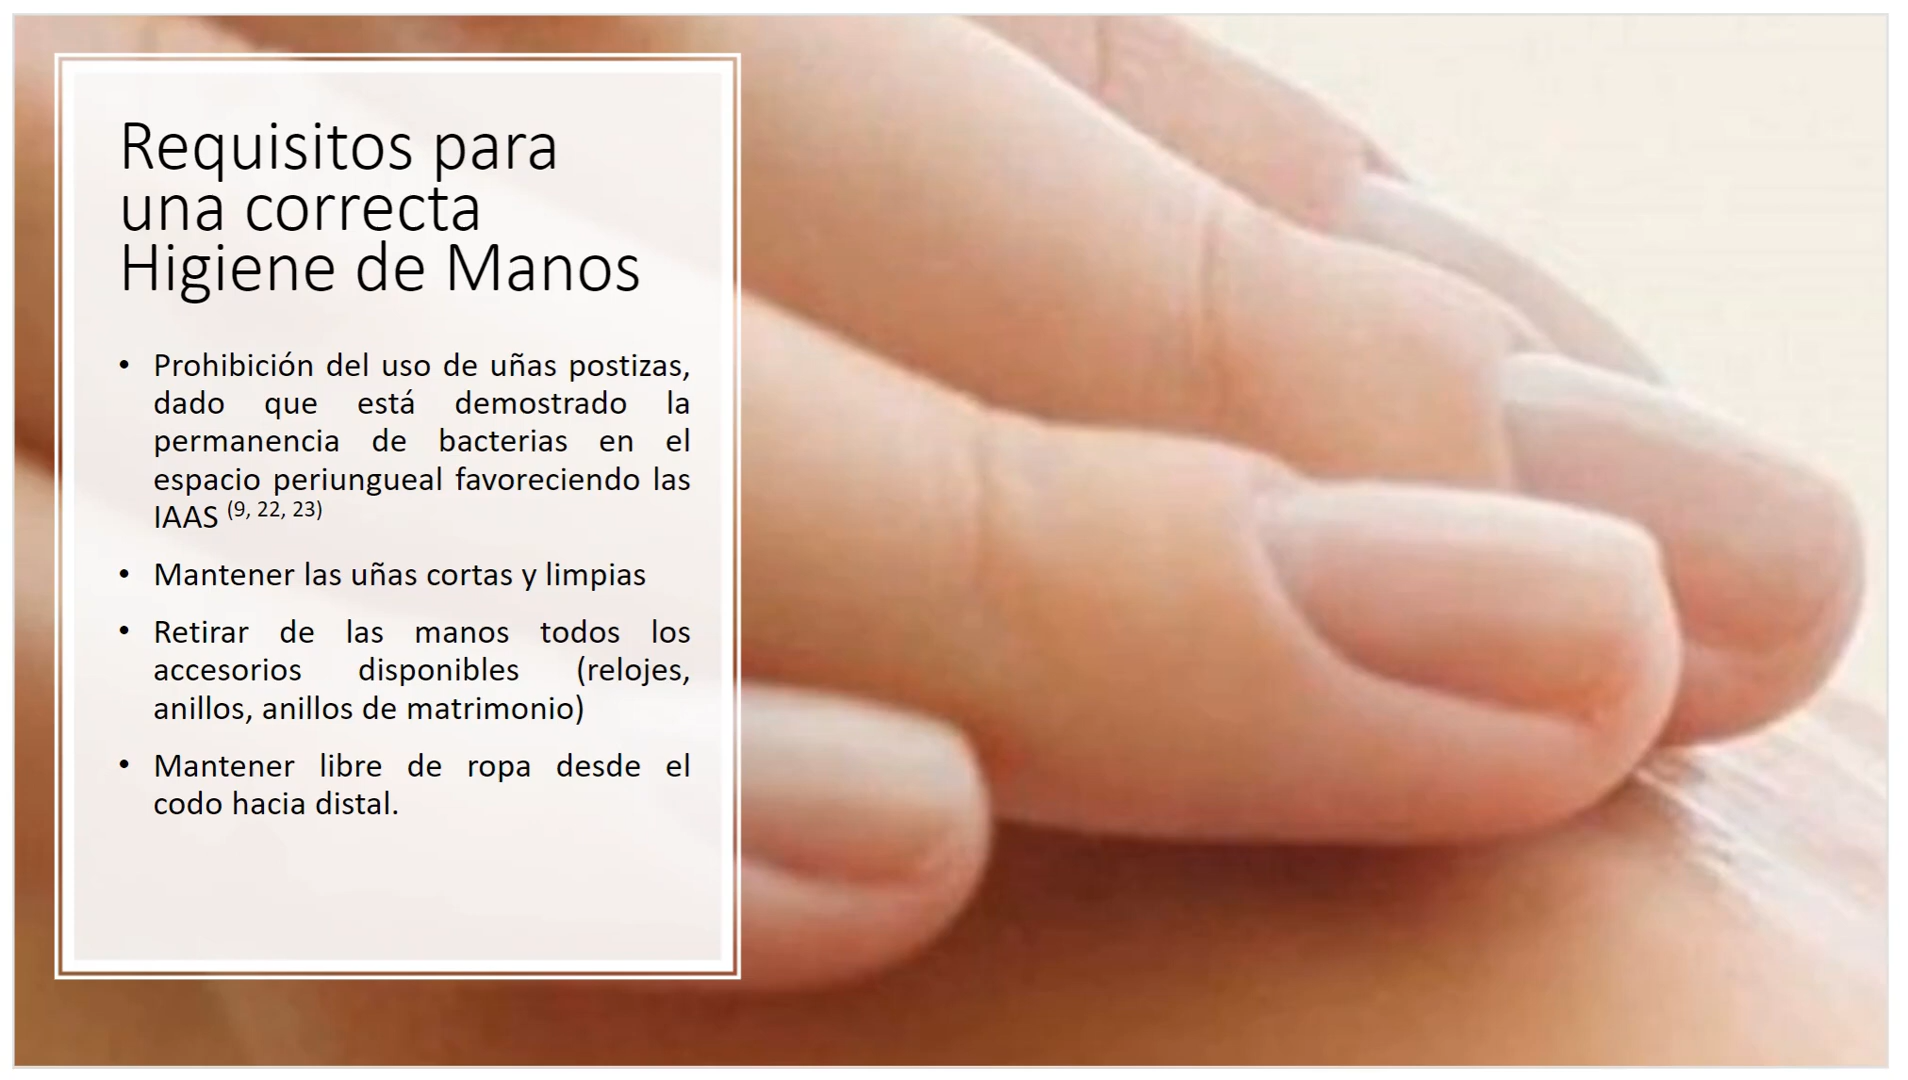 Requisitos para
una correcta
Higiene de Manos
• Prohibición del uso de uñas postizas,
dado que está demostrado la
permanencia de bacterias en el
espacio periungueal favoreciendo las
IAAS (9, 22, 23)
• Mantener las uñas cortas y limpias
• Retirar de las manos todos los
accesorios disponibles (relojes,
anillos, anillos de matrimonio)
• Mantener libre de ropa desde el
codo hacia distal.